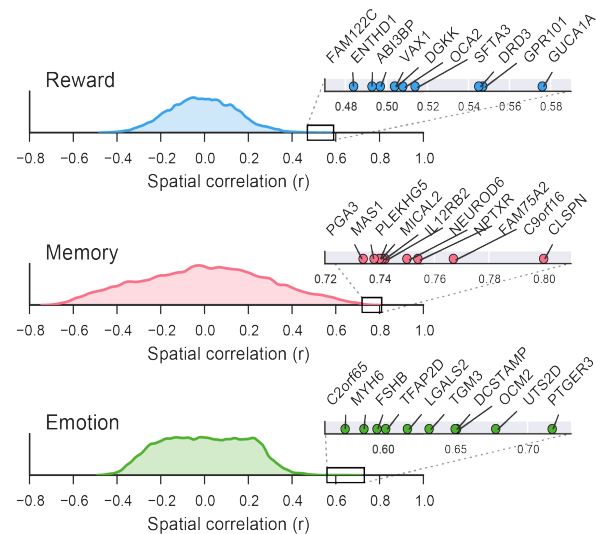 FAM122C ENTHD1 ABI3BP VAX1 DGKK OCA2 SFTA3 DRD3 GPR101 GUCA1A
Reward
0.48 0.50 0.52 0.54 0.56 0.58
−0.8 −0.6 −0.4 −0.2 0.0 0.2 0.4 0.6 0.8 1.0
Spatial correlation (r)
PGA3 MAS1 PLEKHG5 MICAL2 IL12RB2 NEUROD6 NPTXR FAM75A2 C9orf16 CLSPN
Memory
0.72 0.74 0.76 0.78 0.80
−0.8 −0.6 −0.4 −0.2 0.0 0.2 0.4 0.6 0.8 1.0
Spatial correlation (r)
C2orf65 MYH6 FSHB TFAP2D LGALS2 TGM3 DCSTAMP OCM2 UTS2D PTGER3
Emotion
0.60 0.65 0.70
−0.8 −0.6 −0.4 −0.2 0.0 0.2 0.4 0.6 0.8 1.0
Spatial correlation (r)